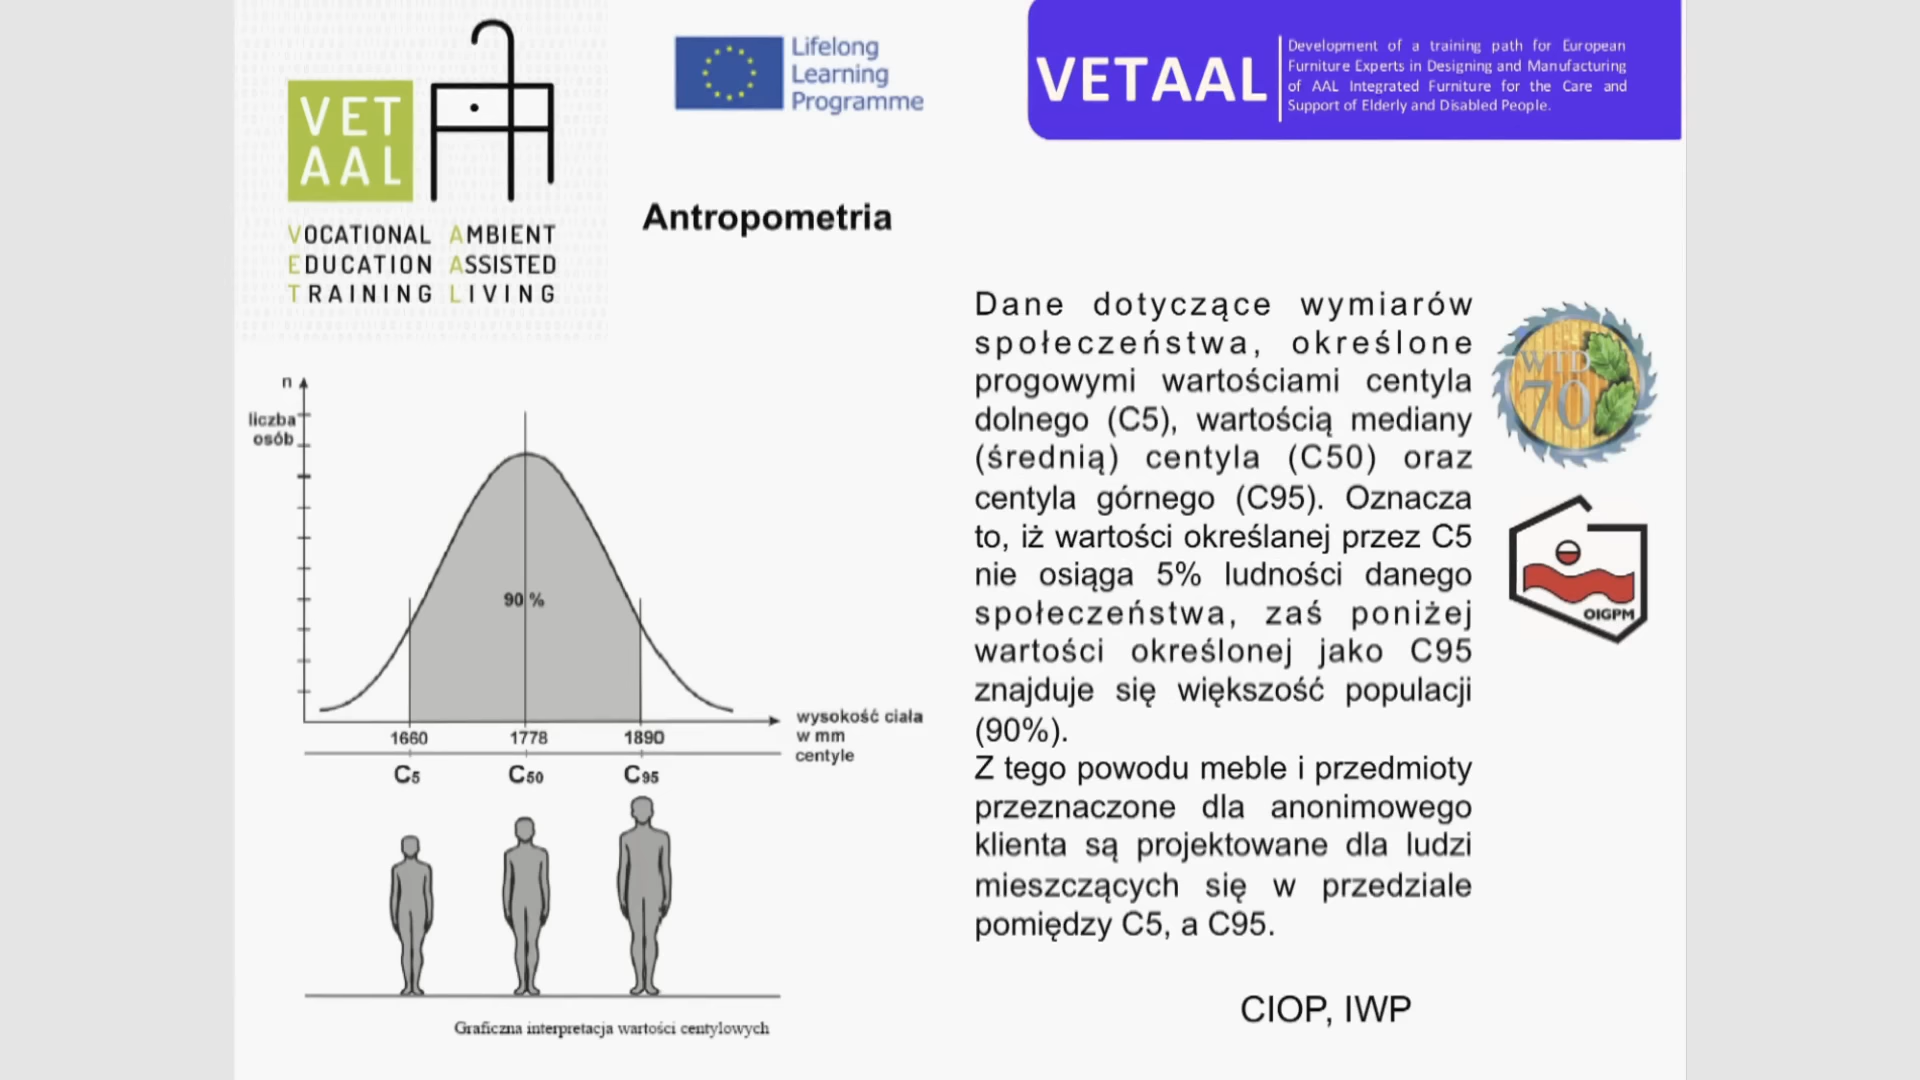 VET
AAL
VOCATIONAL AMBIENT
EDUCATION ASSISTED
TRAINING LIVING
Lifelong
Learning
Programme
VETAAL
Development of a training path for European
Furniture Experts in Designing and Manufacturing
of AAL Integrated Furniture for the Care and
Support of Elderly and Disabled People.
Antropometria
n
liczba
osób
90 %
1660 1778 1890
wysokość ciała
w mm
centyle
C5 C50 C95
Graficzna interpretacja wartości centylowych
Dane dotyczące wymiarów
społeczeństwa, określone
progowymi wartościami centyla
dolnego (C5), wartością mediany
(średnią) centyla (C50) oraz
centyla górnego (C95). Oznacza
to, iż wartości określanej przez C5
nie osiąga 5% ludności danego
społeczeństwa, zaś poniżej
wartości określonej jako C95
znajduje się większość populacji
(90%).
Z tego powodu meble i przedmioty
przeznaczone dla anonimowego
klienta są projektowane dla ludzi
mieszczących się w przedziale
pomiędzy C5, a C95.
CIOP, IWP
WTD
70
OIGPM